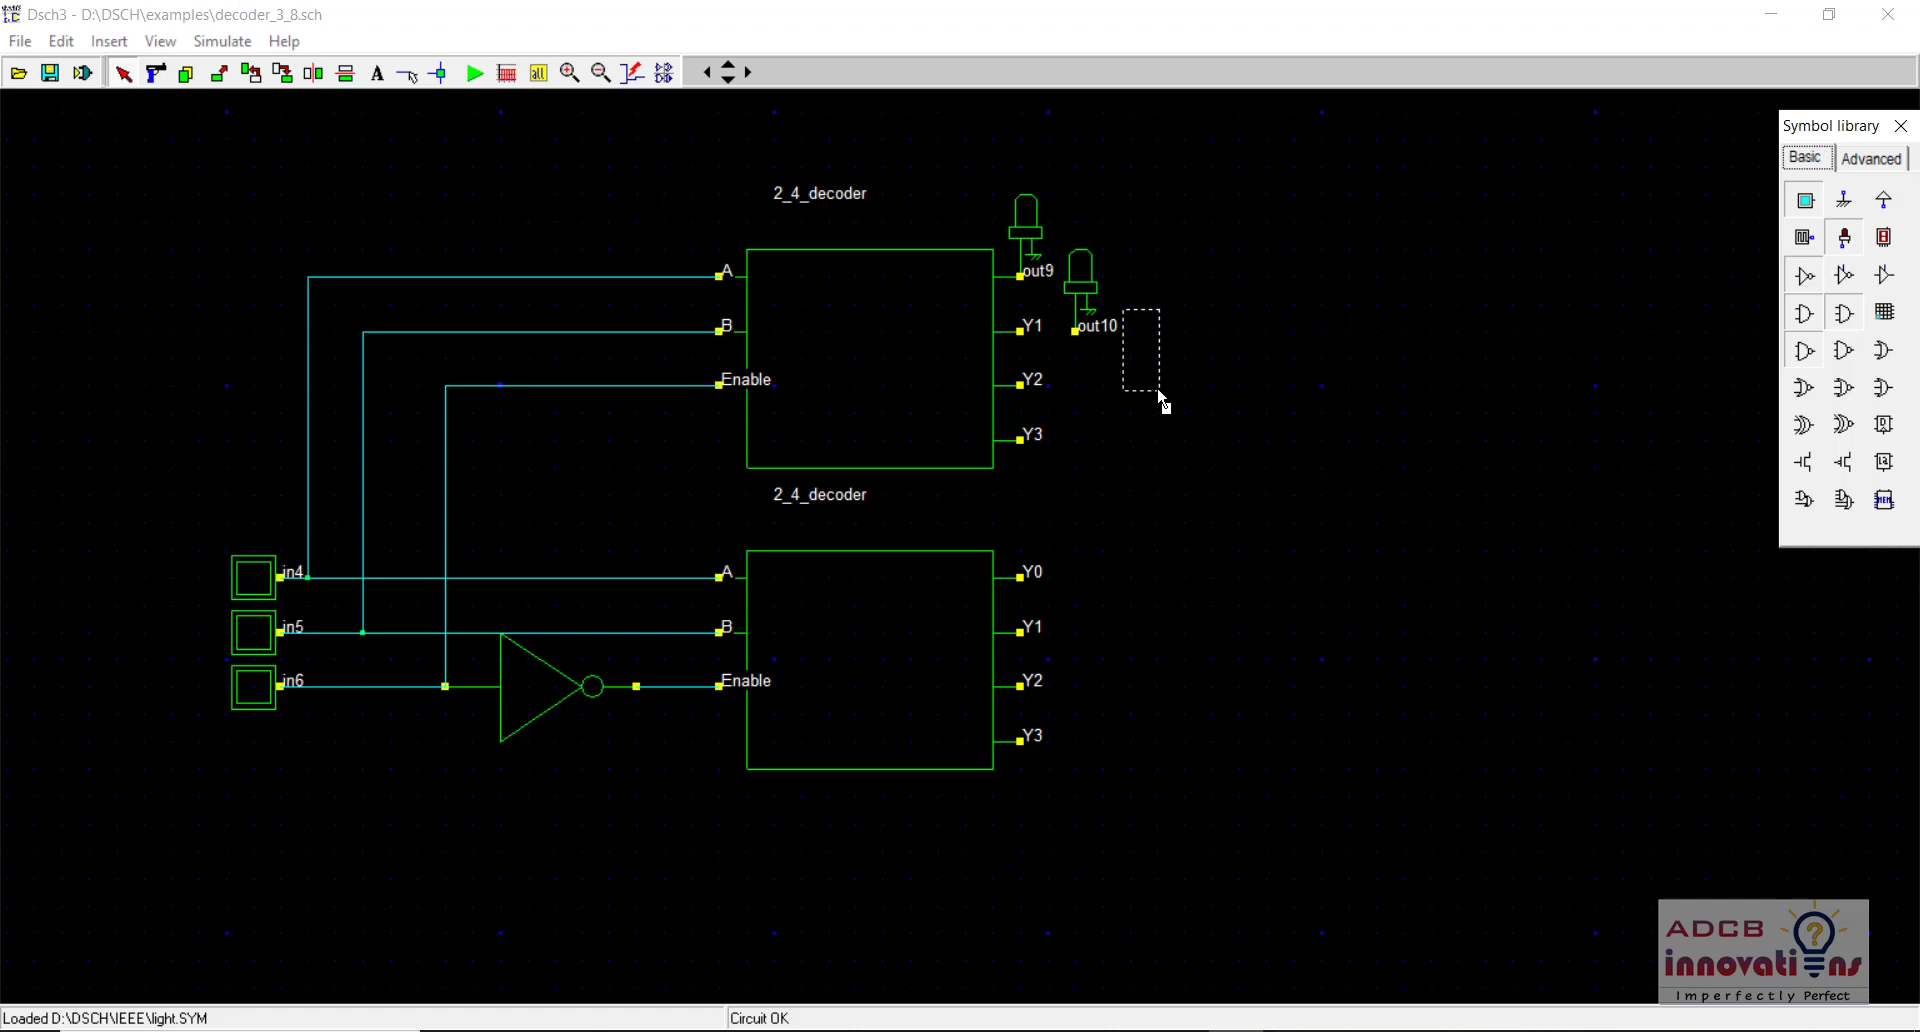 Dsch3 - D:\DSCH\examples\decoder_3_8.sch
File Edit Insert View Simulate Help
A all
Symbol library
Basic Advanced
2_4_decoder
A out9
B Y1 out10
Enable Y2
Y3
2_4_decoder
in4 A Y0
in5 B Y1
in6 Enable Y2
Y3
MEM
ADCB
innovations
Imperfectly Perfect
Loaded D:\DSCH\IEEE\light.SYM Circuit OK